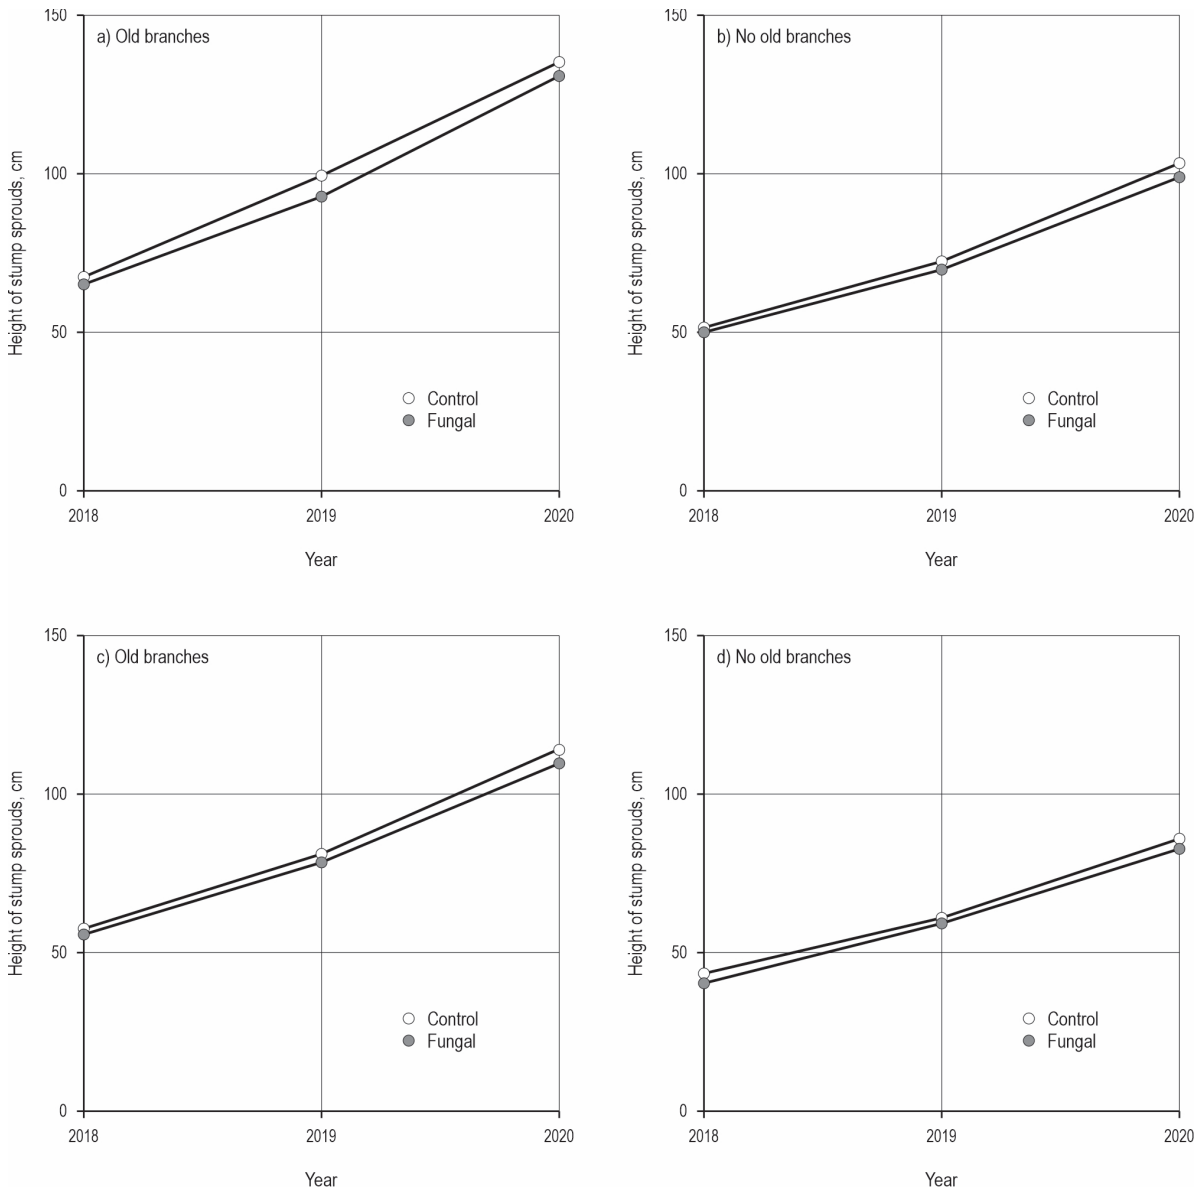 150
a) Old branches
100
50
0
Height of stump sprouds, cm
Control
Fungal
2018 2019 2020
Year
150
b) No old branches
100
50
0
Height of stump sprouds, cm
Control
Fungal
2018 2019 2020
Year
150
c) Old branches
100
50
0
Height of stump sprouds, cm
Control
Fungal
2018 2019 2020
Year
150
d) No old branches
100
50
0
Height of stump sprouds, cm
Control
Fungal
2018 2019 2020
Year